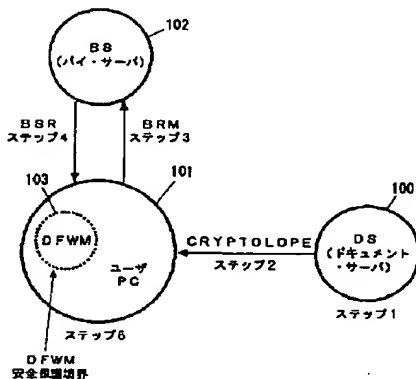 102
BS
(バイ・サーバ)
BSR
ステップ4
BRM
ステップ3
103
101
100
DFWM
ユーザ
PC
CRYPTOLOPE
ステップ2
DS
(ドキュメント
・サーバ)
ステップ1
ステップ5
DFWM
安全保護境界